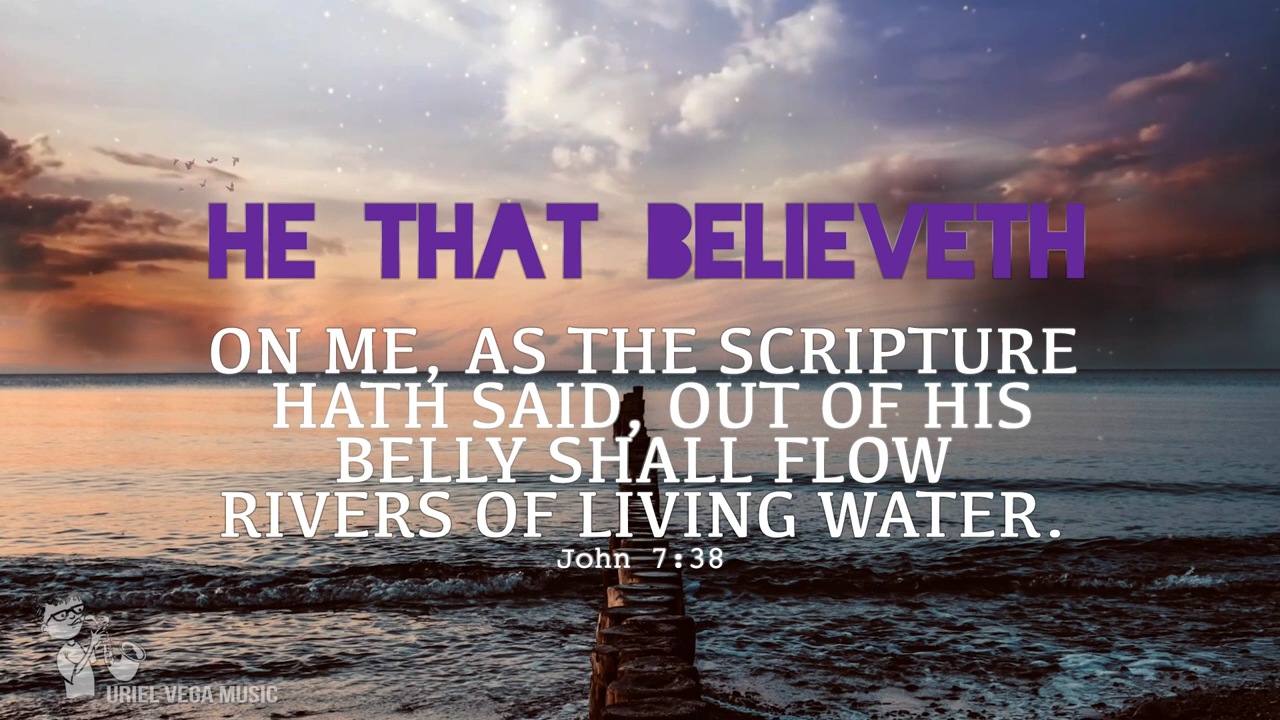 HE THAT BELIEVETH
ON ME, AS THE SCRIPTURE
HATH SAID, OUT OF HIS
BELLY SHALL FLOW
RIVERS OF LIVING WATER.
John 7:38
URIEL VEGA MUSIC